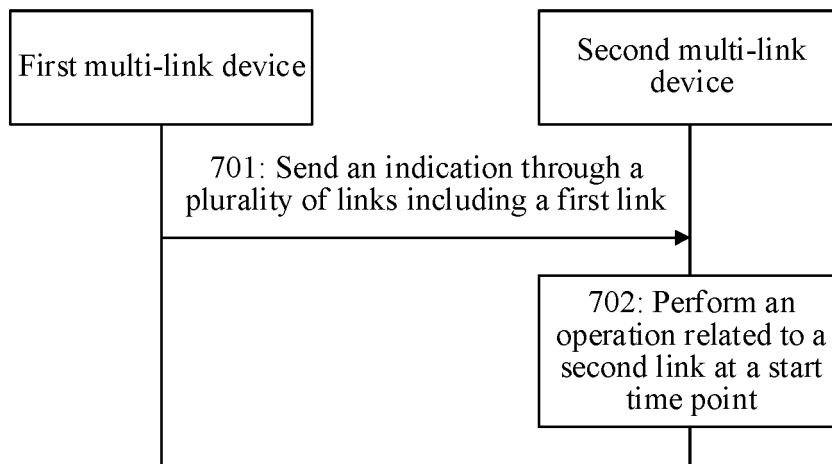 First multi-link device
Second multi-link
device
701: Send an indication through a
plurality of links including a first link
702: Perform an
operation related to a
second link at a start
time point